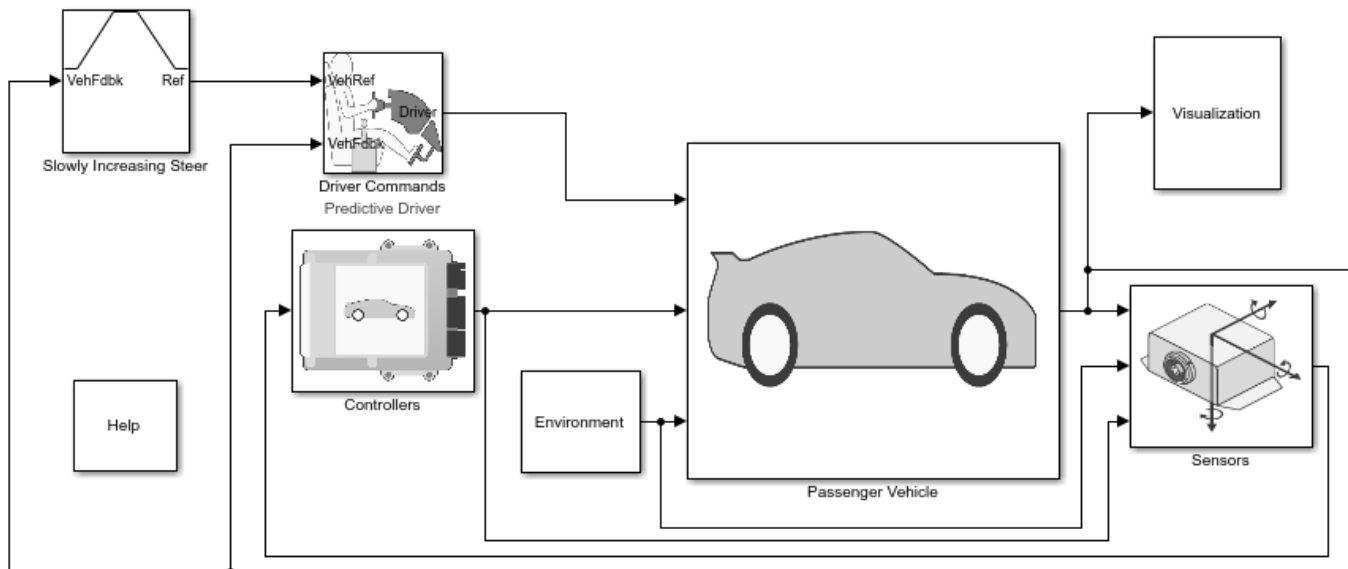 VehFdbk
Ref
Slowly Increasing Steer
VehRef
Driver
VehFdbk
Driver Commands
Predictive Driver
Visualization
Controllers
Help
Environment
Passenger Vehicle
Sensors